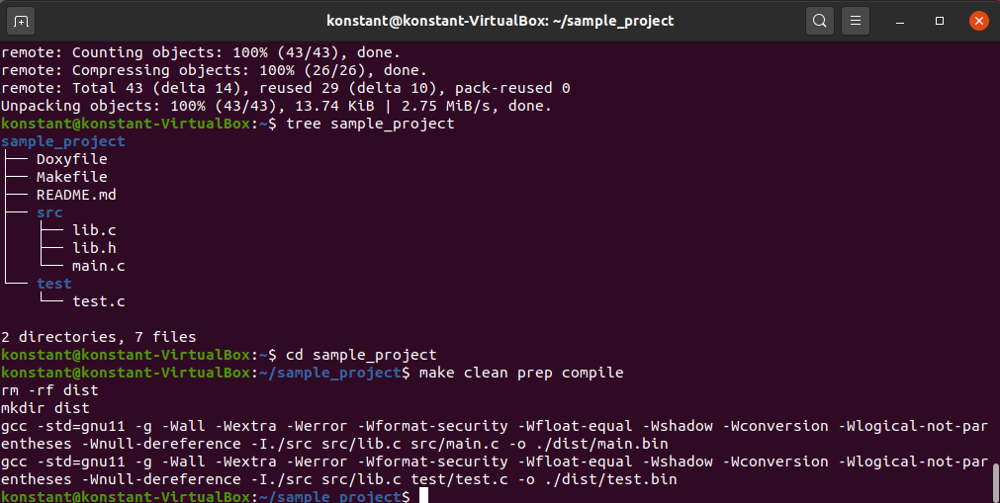 konstant@konstant-VirtualBox: ~/sample_project
remote: Counting objects: 100% (43/43), done.
remote: Compressing objects: 100% (26/26), done.
remote: Total 43 (delta 14), reused 29 (delta 10), pack-reused 0
Unpacking objects: 100% (43/43), 13.74 KiB | 2.75 MiB/s, done.
konstant@konstant-VirtualBox:~$ tree sample_project
sample_project
├── Doxyfile
├── Makefile
├── README.md
├── src
│   ├── lib.c
│   ├── lib.h
│   └── main.c
└── test
    └── test.c
2 directories, 7 files
konstant@konstant-VirtualBox:~$ cd sample_project
konstant@konstant-VirtualBox:~/sample_project$ make clean prep compile
rm -rf dist
mkdir dist
gcc -std=gnu11 -g -Wall -Wextra -Werror -Wformat-security -Wfloat-equal -Wshadow -Wconversion -Wlogical-not-par
entheses -Wnull-dereference -I./src src/lib.c src/main.c -o ./dist/main.bin
gcc -std=gnu11 -g -Wall -Wextra -Werror -Wformat-security -Wfloat-equal -Wshadow -Wconversion -Wlogical-not-par
entheses -Wnull-dereference -I./src src/lib.c test/test.c -o ./dist/test.bin
konstant@konstant-VirtualBox:~/sample_project$